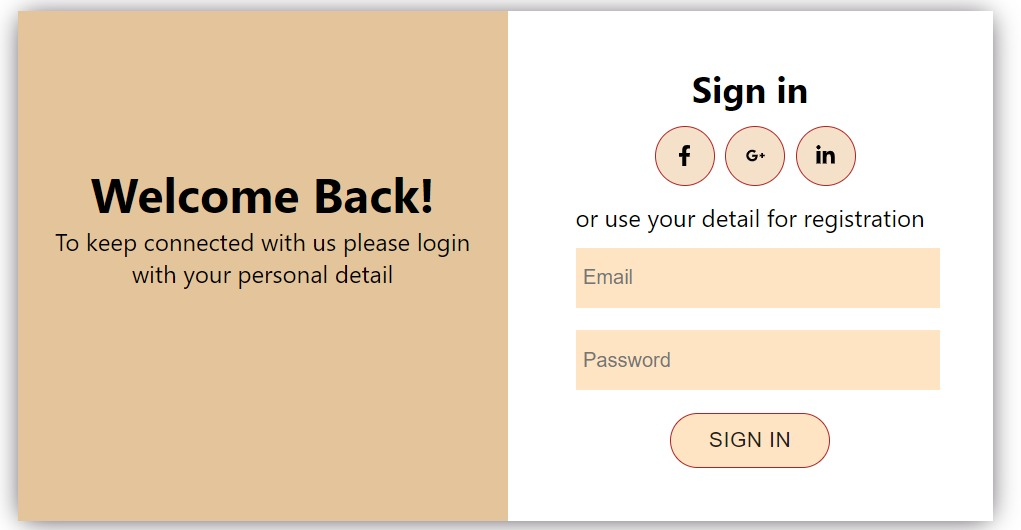 Welcome Back!
To keep connected with us please login
with your personal detail
Sign in
f
G+
in
or use your detail for registration
Email
Password
SIGN IN